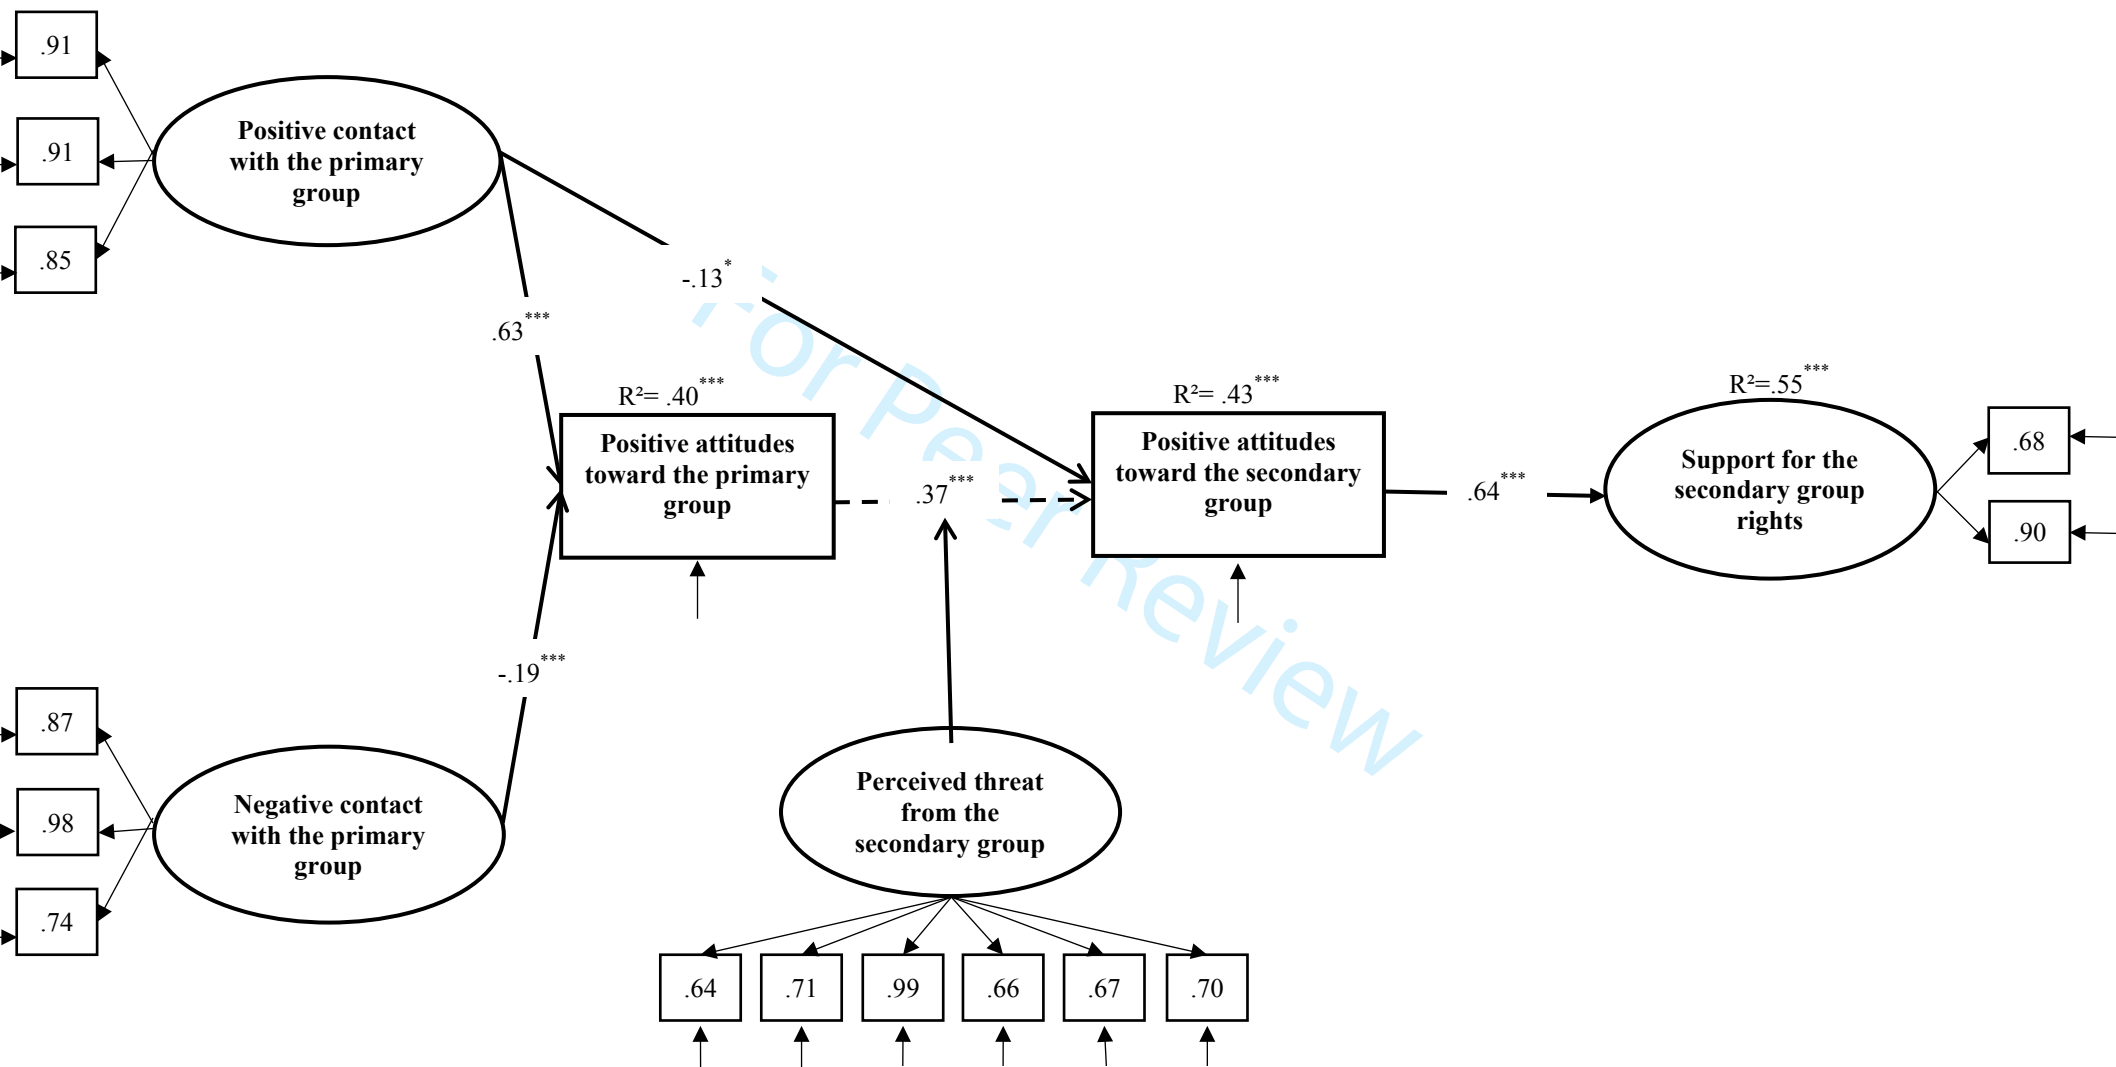 .91
.91
.85
Positive contact
with the primary
group
-.13*
.63***
R²= .40***
Positive attitudes
toward the primary
group
.37***
R²= .43***
Positive attitudes
toward the secondary
group
.64***
R²=.55***
Support for the
secondary group
rights
.68
.90
-.19***
.87
.98
.74
Negative contact
with the primary
group
Perceived threat
from the
secondary group
.64 .71 .99 .66 .67 .70
For Peer Review